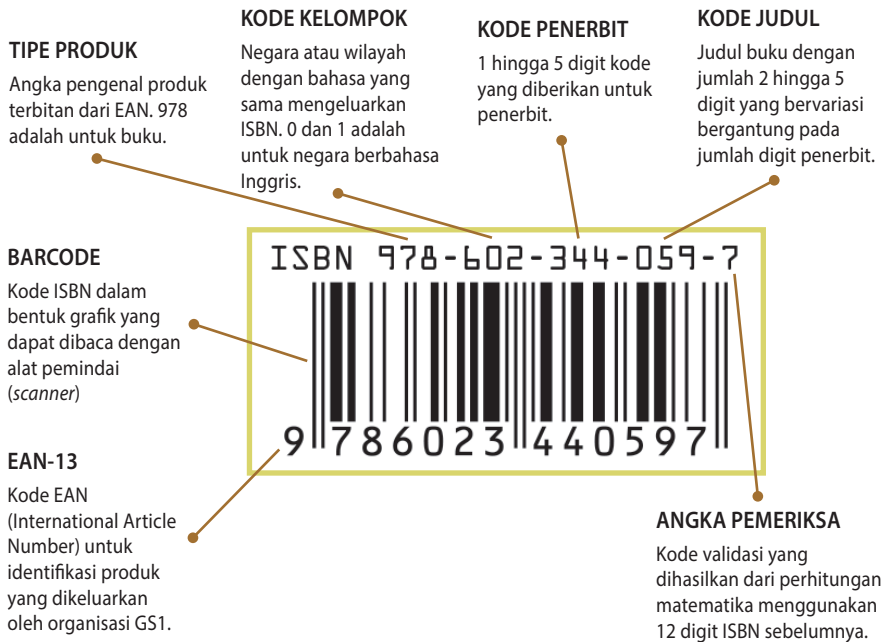 TIPE PRODUK
Angka pengenal produk
terbitan dari EAN. 978
adalah untuk buku.
KODE KELOMPOK
Negara atau wilayah
dengan bahasa yang
sama mengeluarkan
ISBN. 0 dan 1 adalah
untuk negara berbahasa
Inggris.
KODE PENERBIT
1 hingga 5 digit kode
yang diberikan untuk
penerbit.
KODE JUDUL
Judul buku dengan
jumlah 2 hingga 5
digit yang bervariasi
bergantung pada
jumlah digit penerbit.
BARCODE
Kode ISBN dalam
bentuk grafik yang
dapat dibaca dengan
alat pemindai
(scanner)
ISBN 978-602-344-059-7
9 786023 440597
EAN-13
Kode EAN
(International Article
Number) untuk
identifikasi produk
yang dikeluarkan
oleh organisasi GS1.
ANGKA PEMERIKSA
Kode validasi yang
dihasilkan dari perhitungan
matematika menggunakan
12 digit ISBN sebelumnya.